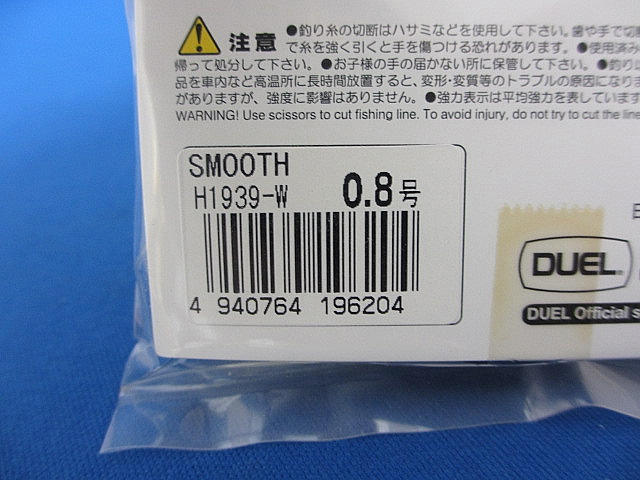 注意 ●釣り糸の切断はハサミなどを使用して下さい。歯や手で切
で糸を強く引くと手を傷つける恐れがあります。●使用済み
帰って処分して下さい。●お子様の手の届かない所に保管して下さい。●釣り
品を車内など高温所に長時間放置すると、変形・変質等のトラブルの原因になりま
がありますが、強度に影響はありません。●強力表示は平均強力を表しています
WARNING! Use scissors to cut fishing line. To avoid injury, do not try to cut the line
SMOOTH
H1939-W 0.8号
4 940764 196204
DUEL
DUEL Official s